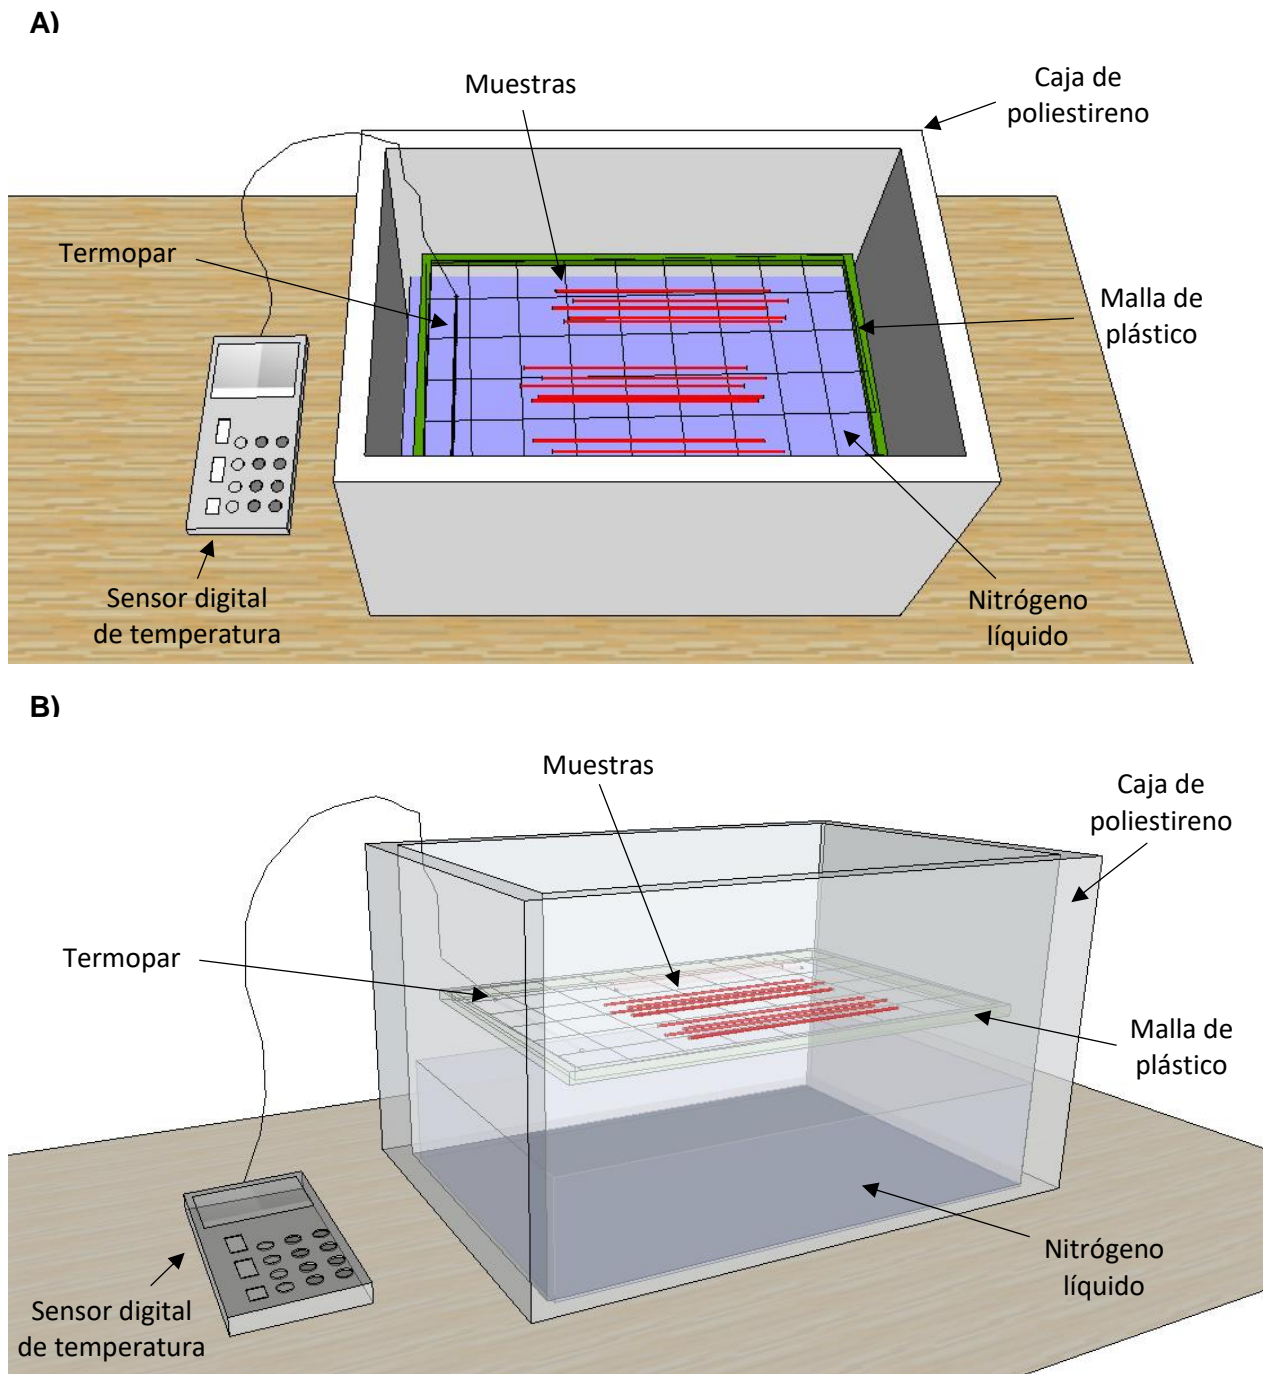 A)
Muestras
Caja de
poliestireno
Termopar
Malla de
plástico
Sensor digital
de temperatura
Nitrógeno
líquido
B)
Muestras
Caja de
poliestireno
Termopar
Malla de
plástico
Nitrógeno
líquido
Sensor digital
de temperatura